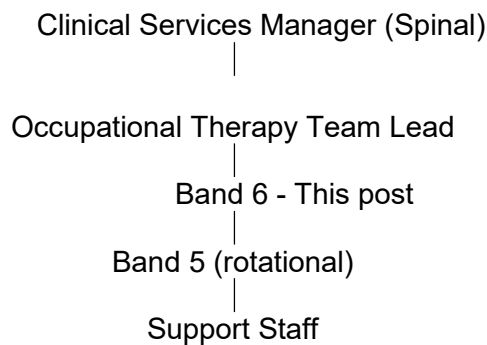 Clinical Services Manager (Spinal)
Occupational Therapy Team Lead
Band 6 - This post
Band 5 (rotational)
Support Staff